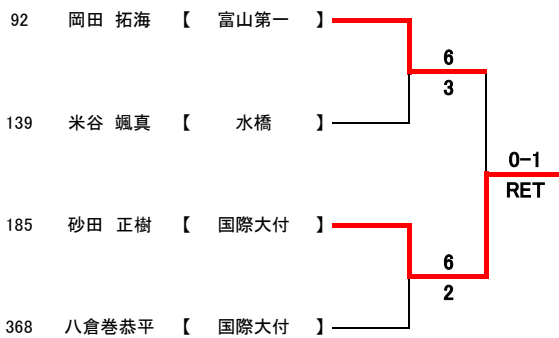 92 岡田 拓海 【 富山第一 】
6
3
139 米谷 颯真 【 水橋 】
0-1
RET
185 砂田 正樹 【 国際大付 】
6
2
368 八倉巻恭平 【 国際大付 】